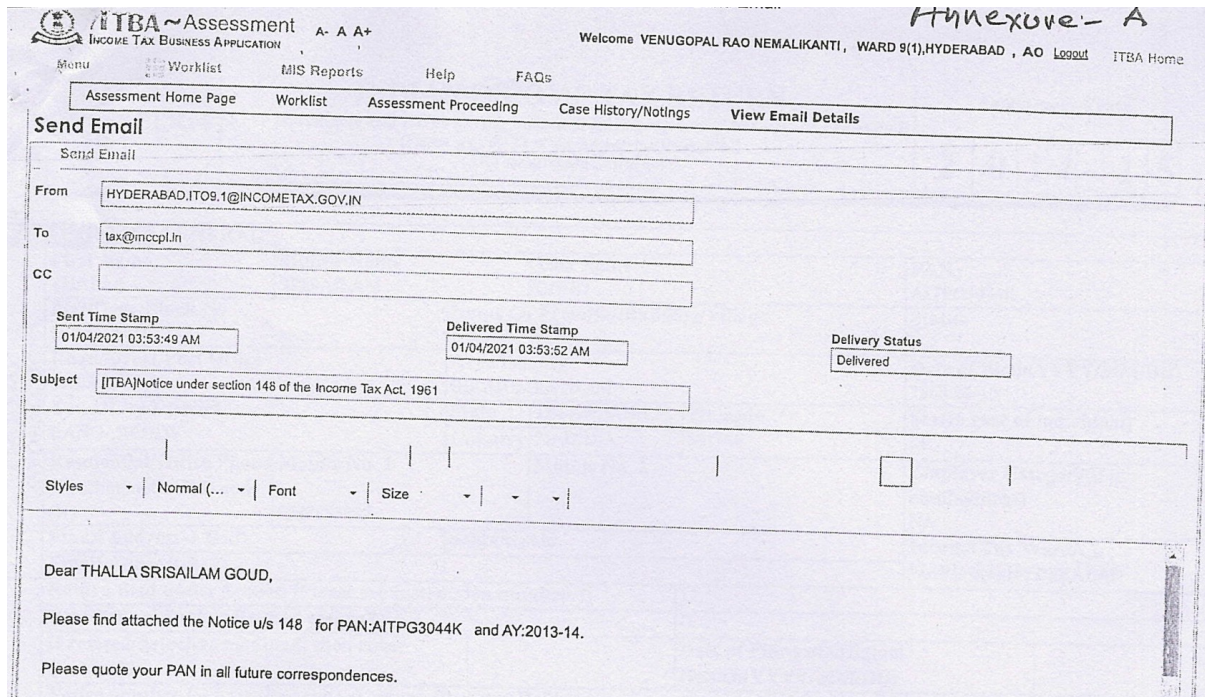 Annexure:- A
ITBA~Assessment A- A A+
INCOME TAX BUSINESS APPLICATION
Welcome VENUGOPAL RAO NEMALIKANTI , WARD 9(1),HYDERABAD , AO Logout ITBA Home
Menu Worklist MIS Reports Help FAQs
Assessment Home Page Worklist Assessment Proceeding Case History/Notings View Email Details
Send Email
Send Email
From HYDERABAD.ITO9.1@INCOMETAX.GOV.IN
To tax@mccpl.in
CC
Sent Time Stamp Delivered Time Stamp Delivery Status
01/04/2021 03:53:49 AM 01/04/2021 03:53:52 AM Delivered
Subject [ITBA]Notice under section 148 of the Income Tax Act, 1961
Styles Normal (... Font Size
Dear THALLA SRISAILAM GOUD,
Please find attached the Notice u/s 148 for PAN:AITPG3044K and AY:2013-14.
Please quote your PAN in all future correspondences.